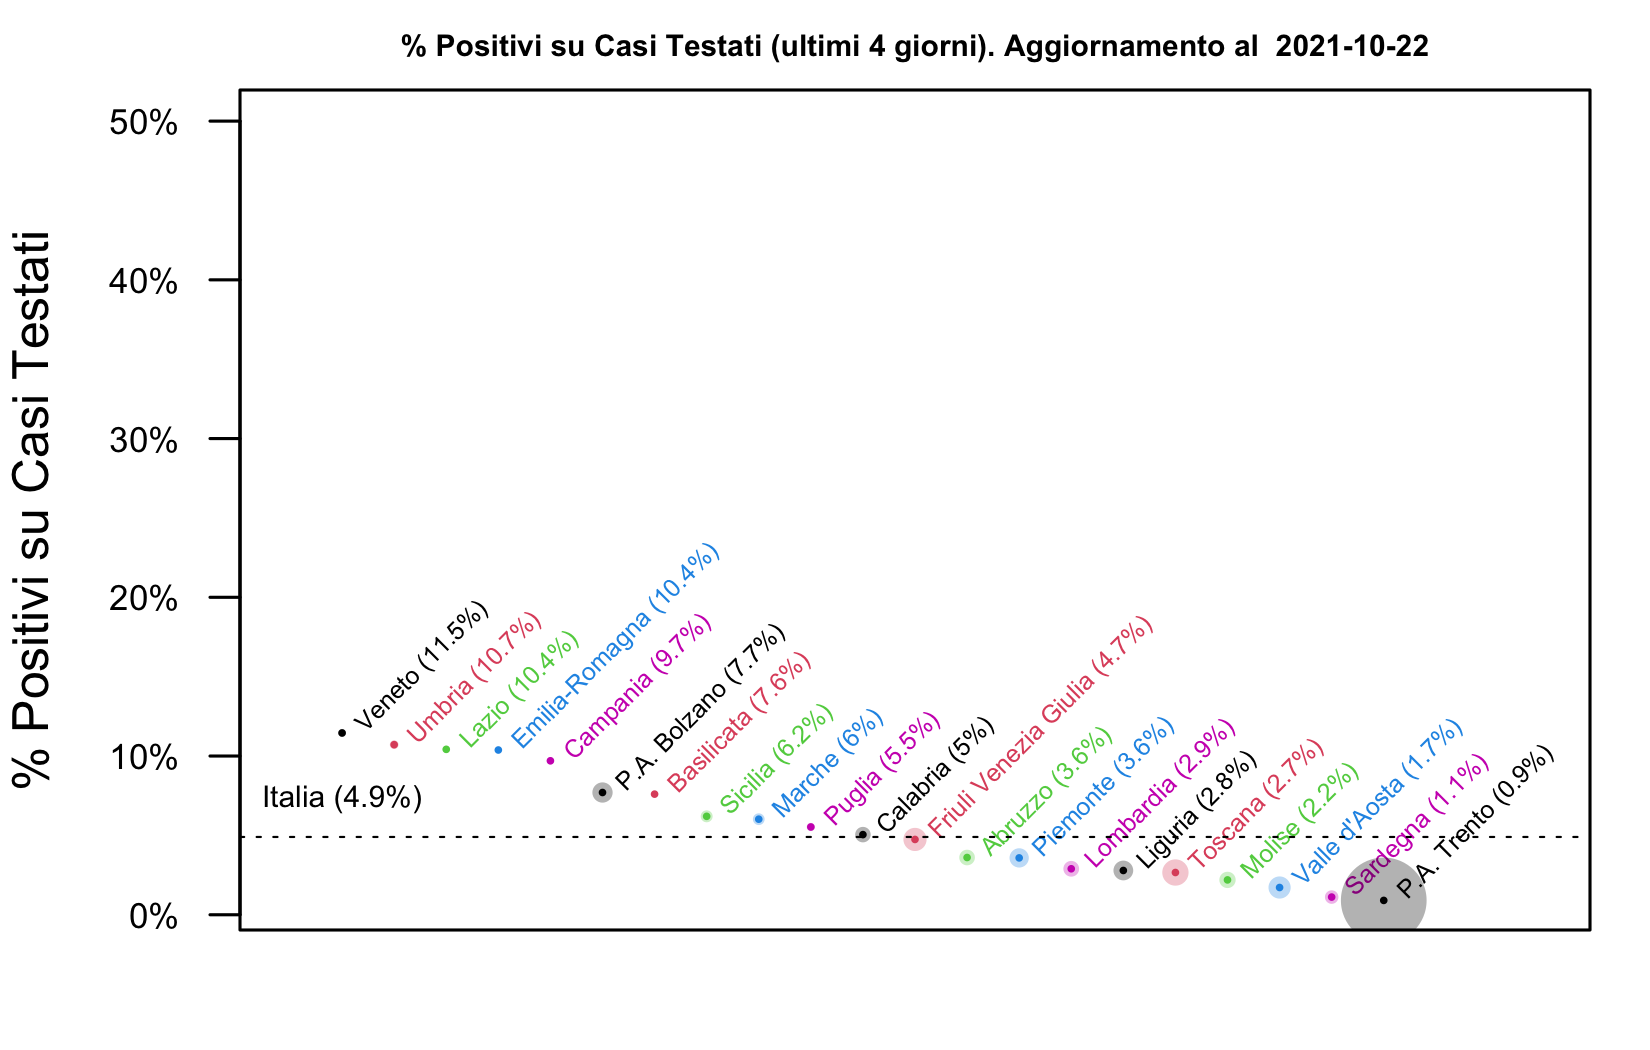 % Positivi su Casi Testati (ultimi 4 giorni). Aggiornamento al  2021-10-22
% Positivi su Casi Testati
50%
40%
30%
20%
10%
0%
Italia (4.9%)
Veneto (11.5%)
Umbria (10.7%)
Lazio (10.4%)
Emilia-Romagna (10.4%)
Campania (9.7%)
P.A. Bolzano (7.7%)
Basilicata (7.6%)
Sicilia (6.2%)
Marche (6%)
Puglia (5.5%)
Calabria (5%)
Friuli Venezia Giulia (4.7%)
Abruzzo (3.6%)
Piemonte (3.6%)
Lombardia (2.9%)
Liguria (2.8%)
Toscana (2.7%)
Molise (2.2%)
Valle d'Aosta (1.7%)
Sardegna (1.1%)
P.A. Trento (0.9%)